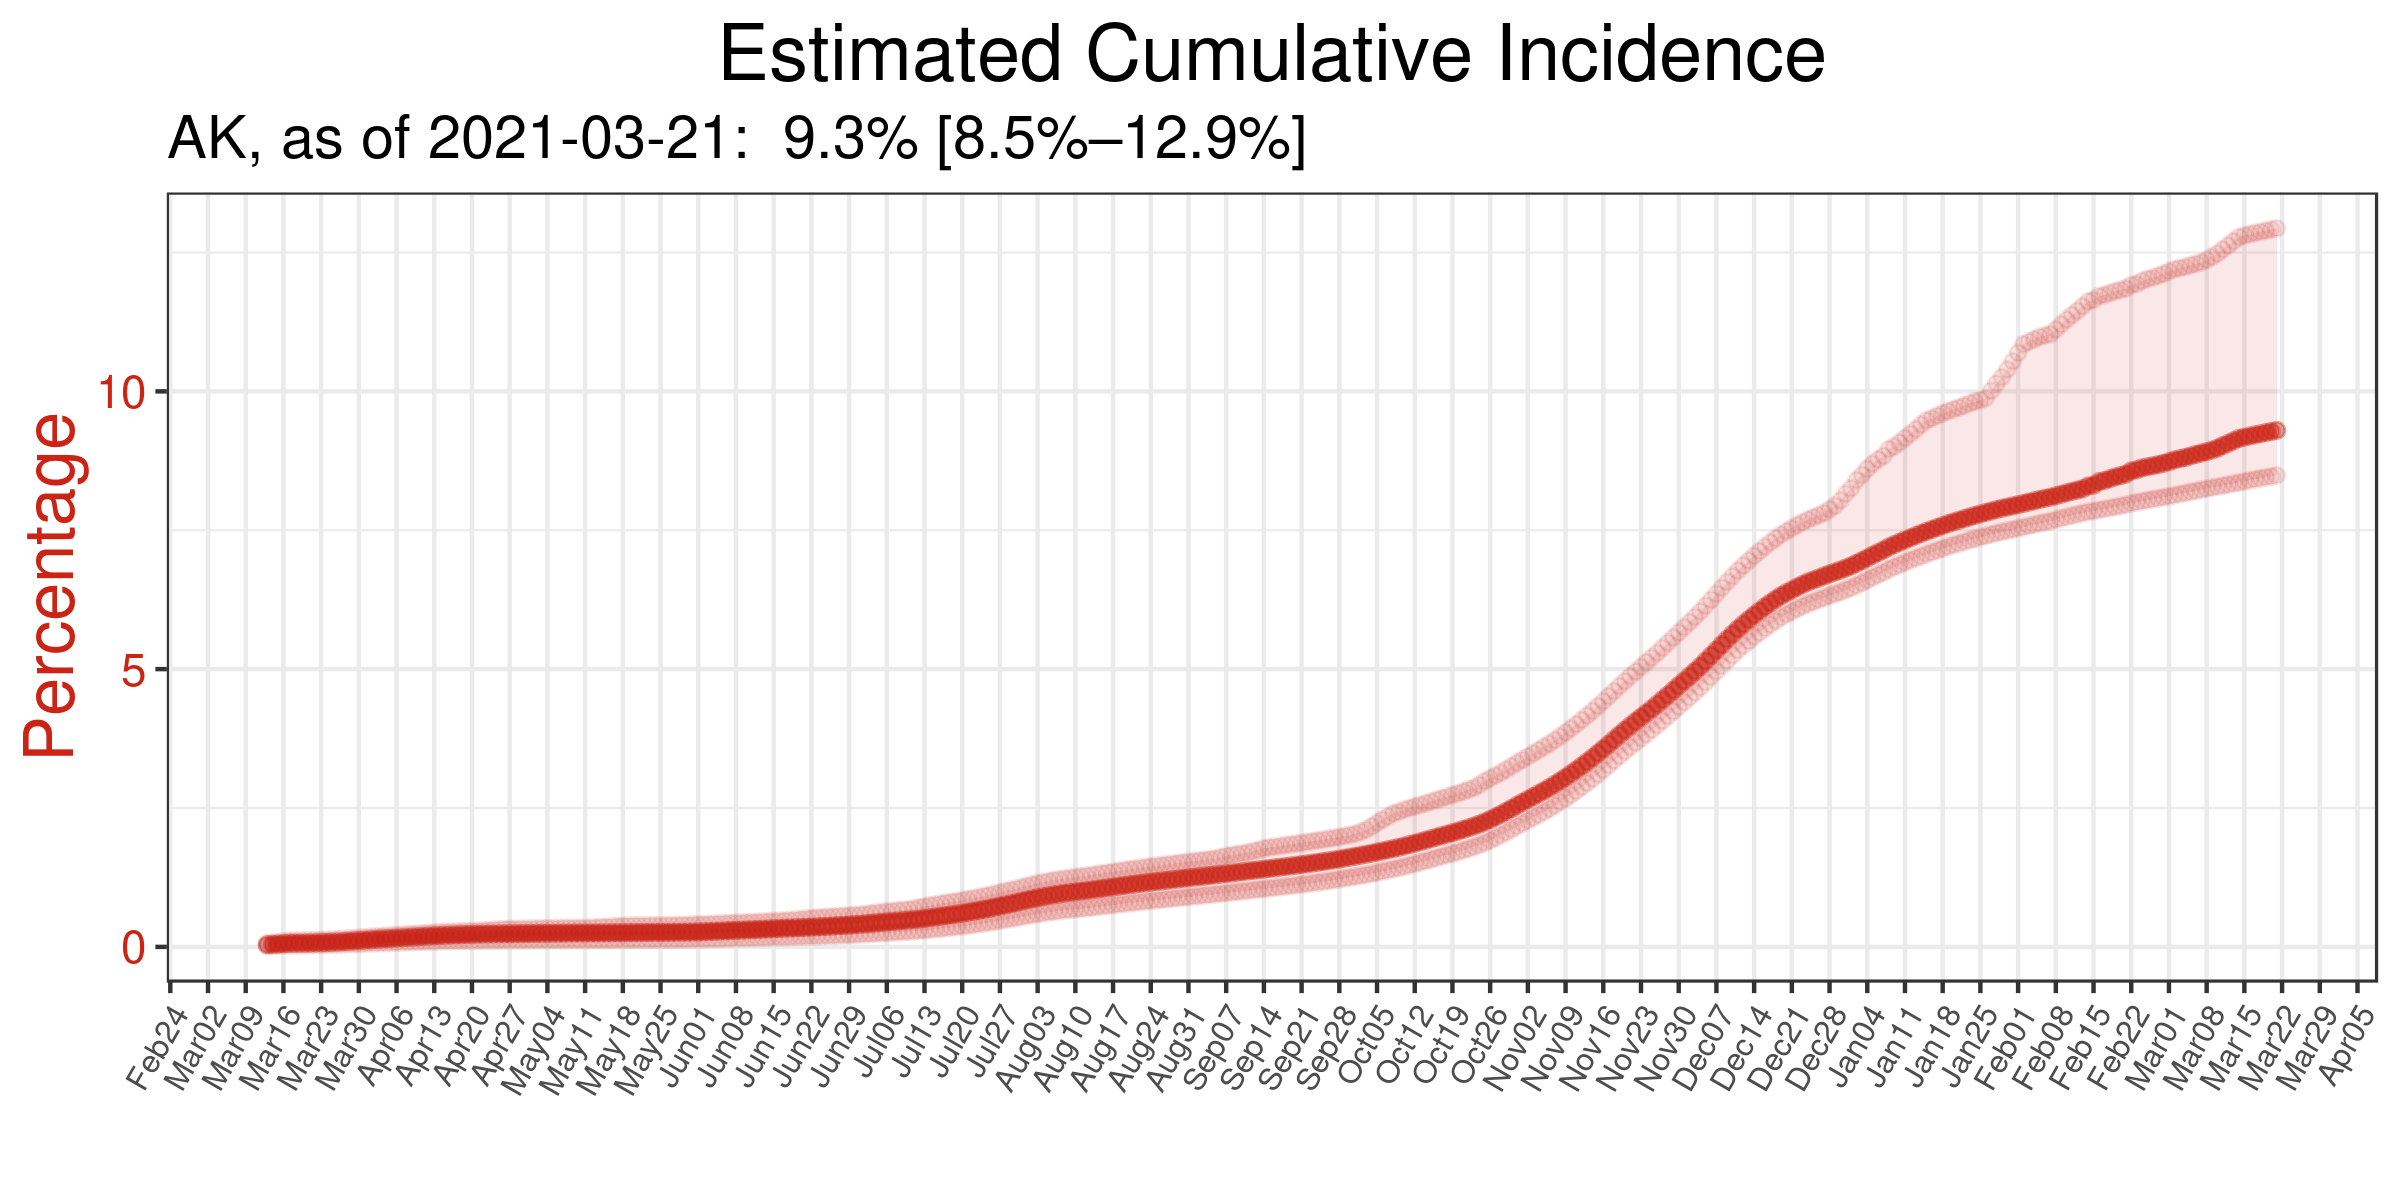 Estimated Cumulative Incidence
AK, as of 2021-03-21:  9.3% [8.5%–12.9%]
Percentage
10
5
0
Feb24
Mar02
Mar09
Mar16
Mar23
Mar30
Apr06
Apr13
Apr20
Apr27
May04
May11
May18
May25
Jun01
Jun08
Jun15
Jun22
Jun29
Jul06
Jul13
Jul20
Jul27
Aug03
Aug10
Aug17
Aug24
Aug31
Sep07
Sep14
Sep21
Sep28
Oct05
Oct12
Oct19
Oct26
Nov02
Nov09
Nov16
Nov23
Nov30
Dec07
Dec14
Dec21
Dec28
Jan04
Jan11
Jan18
Jan25
Feb01
Feb08
Feb15
Feb22
Mar01
Mar08
Mar15
Mar22
Mar29
Apr05